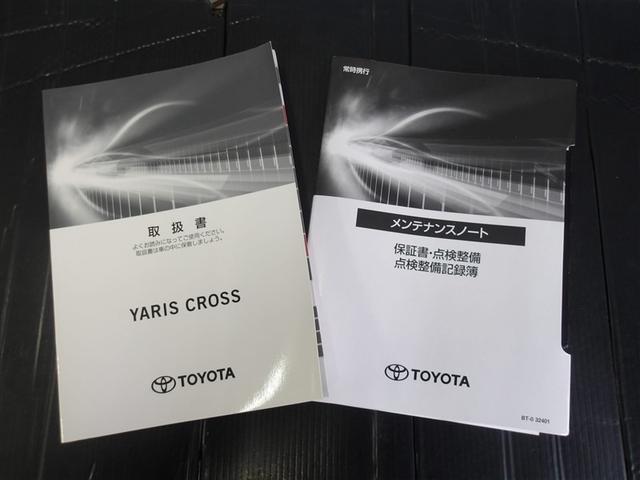 取扱書
よくお読みになってご使用ください。
取扱書は車の中に保管しましょう。
YARIS CROSS
TOYOTA
常時携行
メンテナンスノート
保証書・点検整備
点検整備記録簿
TOYOTA
BT-ß 32401